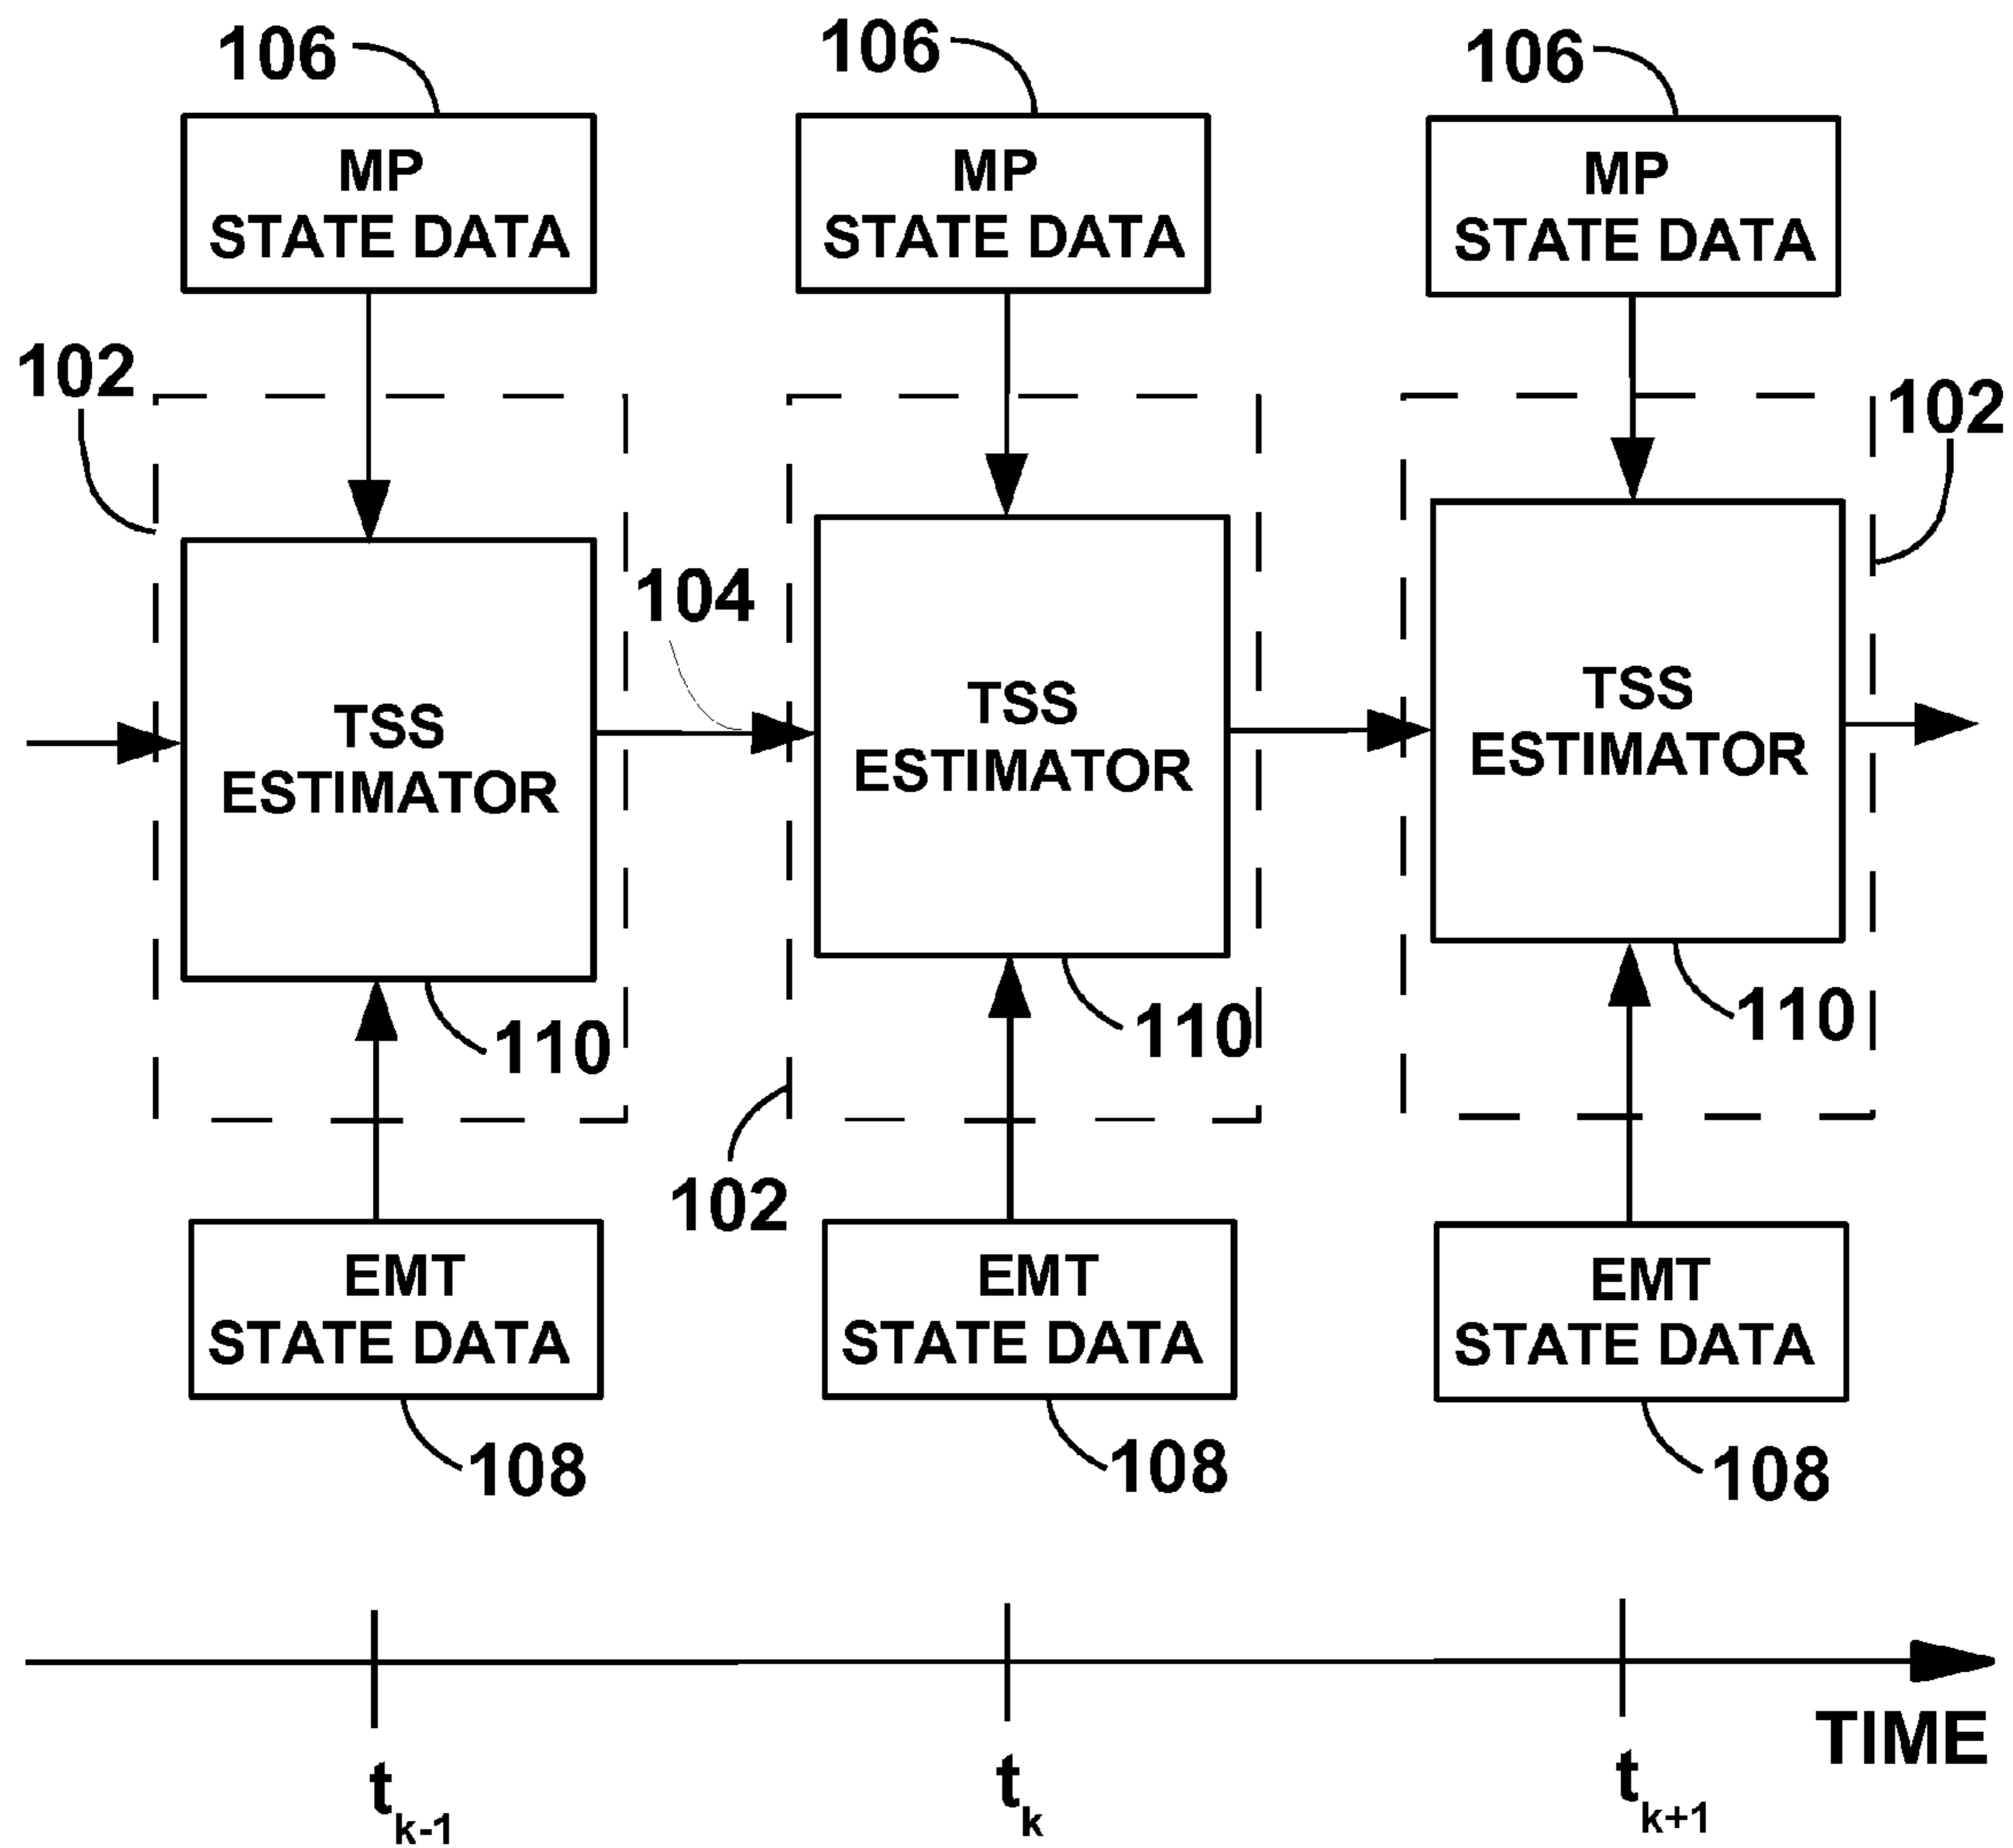 106
106
106
MP
STATE DATA
MP
STATE DATA
MP
STATE DATA
102
102
104
TSS
ESTIMATOR
TSS
ESTIMATOR
TSS
ESTIMATOR
110
110
110
102
EMT
STATE DATA
EMT
STATE DATA
EMT
STATE DATA
108
108
108
TIME
tk-1
tk
tk+1